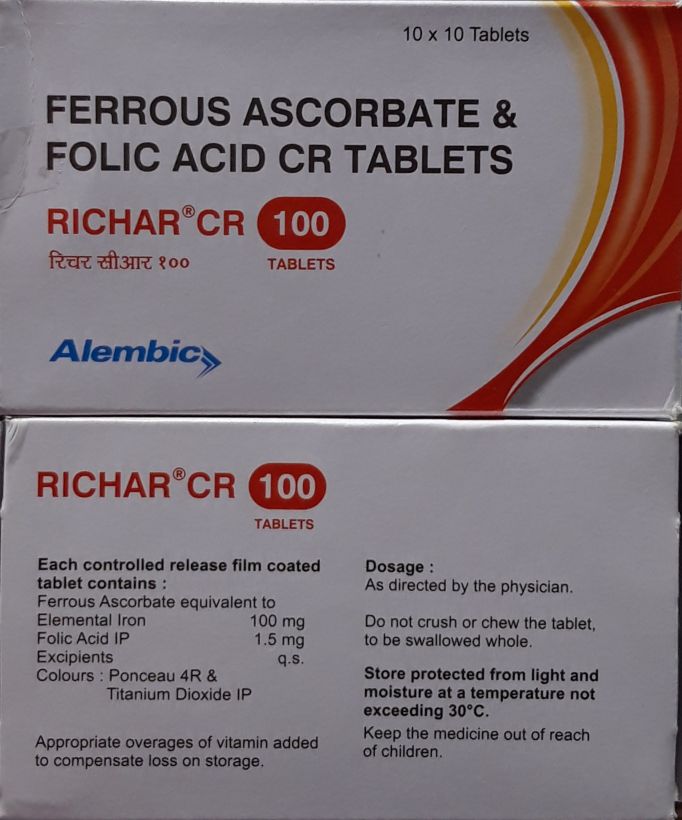 10 x 10 Tablets
FERROUS ASCORBATE &
FOLIC ACID CR TABLETS
RICHAR® CR 100
रिचर सीआर १००
TABLETS
Alembic
RICHAR® CR 100
TABLETS
Each controlled release film coated
tablet contains :
Ferrous Ascorbate equivalent to
Elemental Iron 100 mg
Folic Acid IP 1.5 mg
Excipients q.s.
Colours : Ponceau 4R &
Titanium Dioxide IP
Appropriate overages of vitamin added
to compensate loss on storage.
Dosage :
As directed by the physician.
Do not crush or chew the tablet,
to be swallowed whole.
Store protected from light and
moisture at a temperature not
exceeding 30°C.
Keep the medicine out of reach
of children.